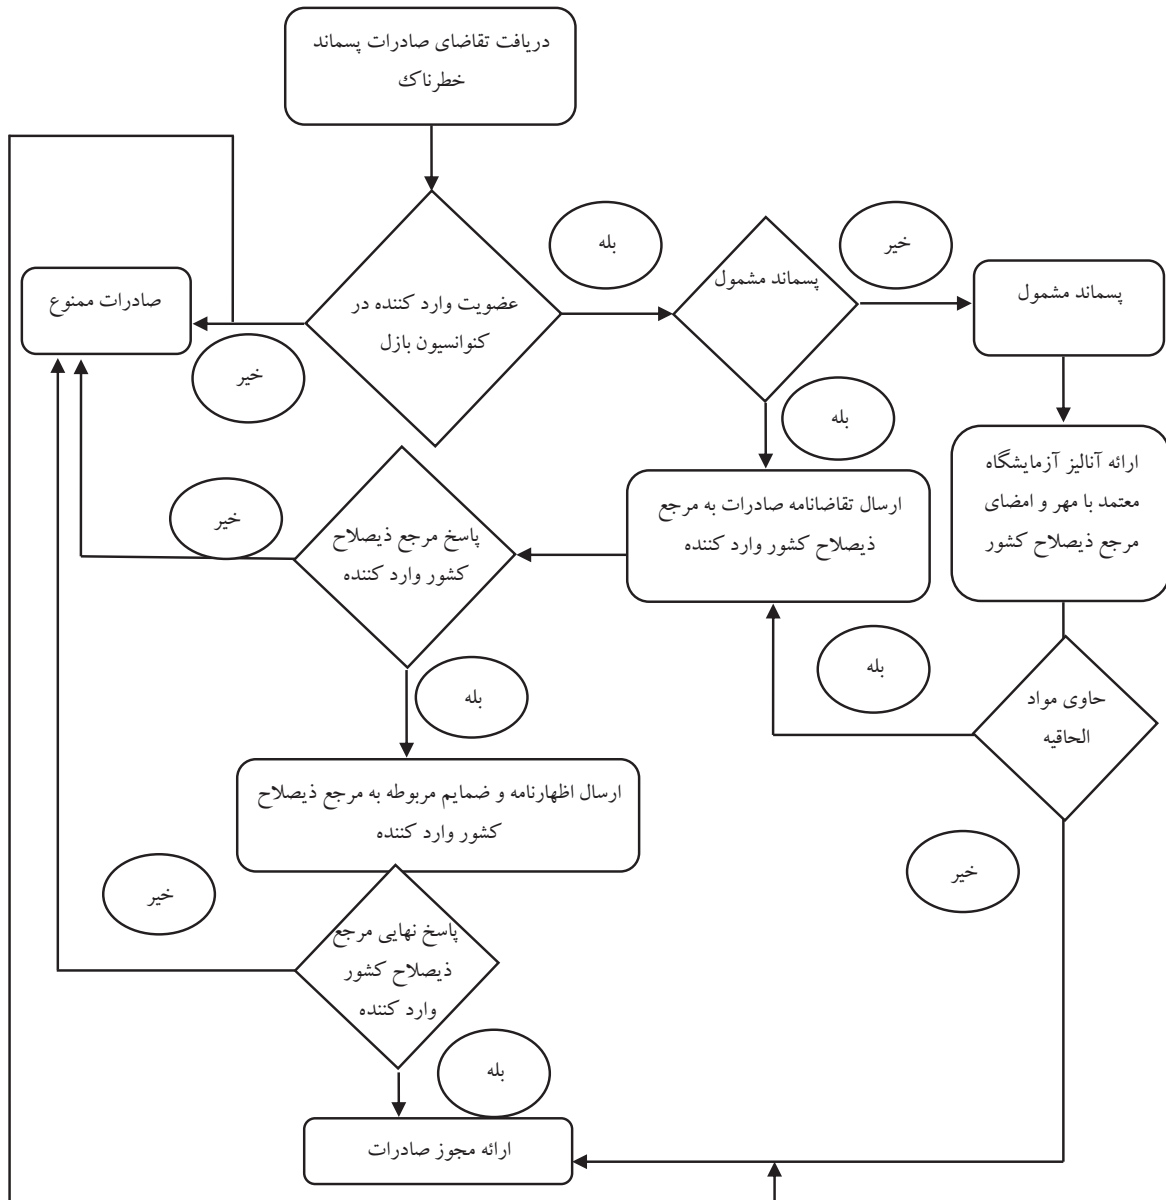 دریافت تقاضای صادرات پسماند
خطرناک
بله
خیر
پسماند مشمول
پسماند مشمول
عضویت وارد کننده در
کنوانسیون بازل
صادرات ممنوع
خیر
بله
ارائه آنالیز آزمایشگاه
معتمد با مهر و امضای
مرجع ذیصلاح کشور
ارسال تقاضانامه صادرات به مرجع
ذیصلاح کشور وارد کننده
پاسخ مرجع ذیصلاح
کشور وارد کننده
خیر
بله
بله
حاوی مواد
الحاقیه
ارسال اظهارنامه و ضمایم مربوطه به مرجع ذیصلاح
کشور وارد کننده
خیر
خیر
پاسخ نهایی مرجع
ذیصلاح کشور
وارد کننده
بله
ارائه مجوز صادرات